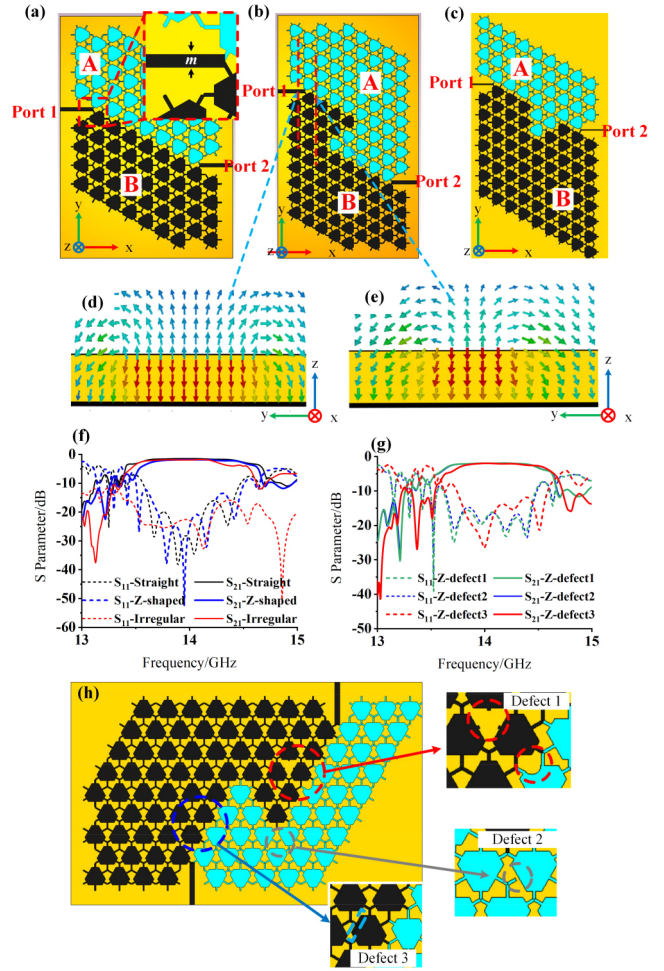 (a)
A
m
Port 1
Port 2
B
y
z
x
(b)
A
Port
Port 2
B
y
z
x
(c)
A
Port 1
Port 2
B
y
z
x
(d)
z
y
x
(e)
z
y
x
(f)
S Parameter/dB
0
-10
-20
-30
-40
-50
-60
S11-Straight
S21-Straight
S11-Z-shaped
S21-Z-shaped
S11-Irregular
S21-Irregular
13
14
15
Frequency/GHz
(g)
S Parameter/dB
0
-10
-20
-30
-40
-50
S11-Z-defect1
S21-Z-defect1
S11-Z-defect2
S21-Z-defect2
S11-Z-defect3
S21-Z-defect3
13
14
15
Frequency/GHz
(h)
Defect 1
Defect 2
Defect 3